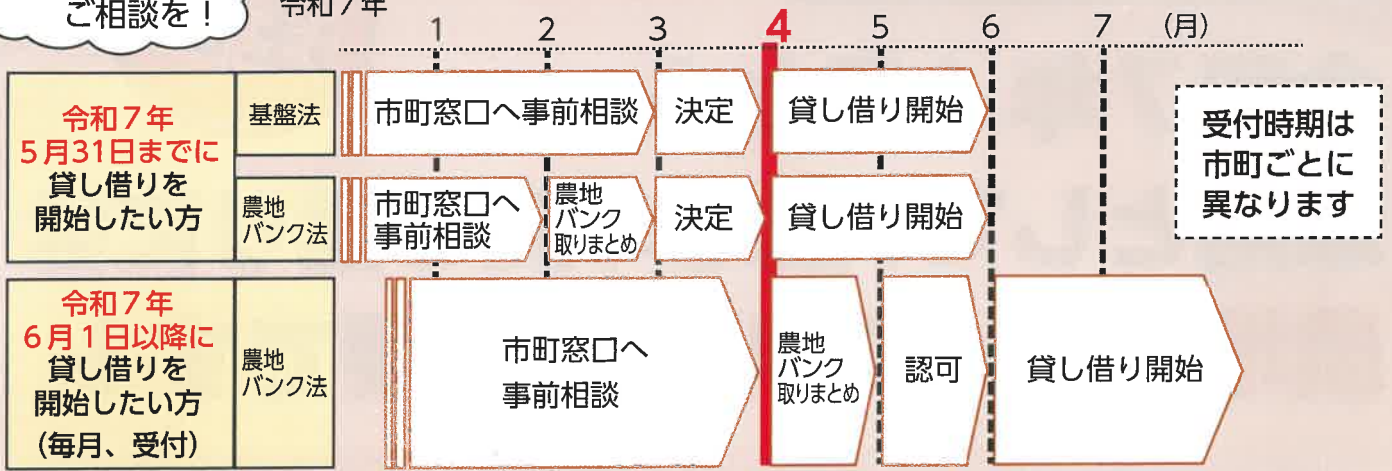 ご相談を！
令和７年
1 2 3 4 5 6 7 (月)
令和７年
５月31日までに
貸し借りを
開始したい方
基盤法
市町窓口へ事前相談
決定
貸し借り開始
農地
バンク法
市町窓口へ
事前相談
農地
バンク
取りまとめ
決定
貸し借り開始
受付時期は
市町ごとに
異なります
令和７年
６月１日以降に
貸し借りを
開始したい方
(毎月、受付)
農地
バンク法
市町窓口へ
事前相談
農地
バンク
取りまとめ
認可
貸し借り開始